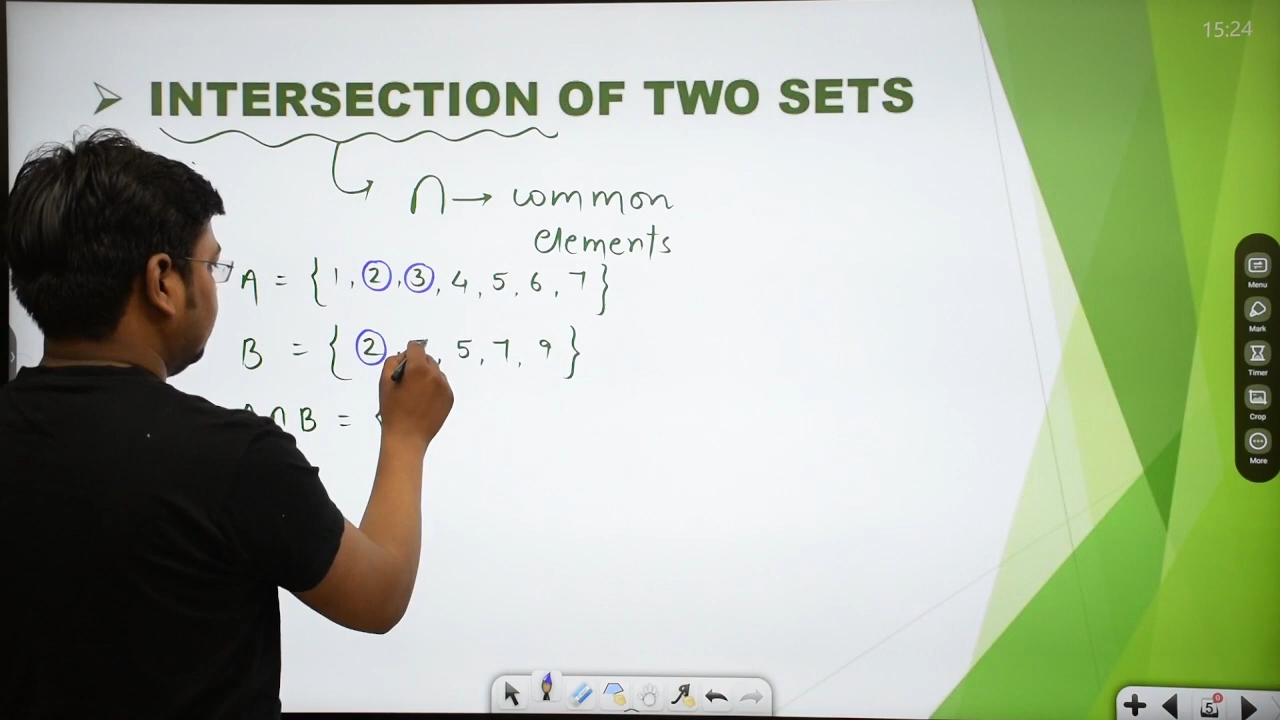 15:24
➢ INTERSECTION OF TWO SETS
∩ → common
elements
A = {1, 2, 3, 4, 5, 6, 7}
B = {2, , 5, 7, 9}
A∩B = {
Menu
Mark
Timer
Crop
More
5